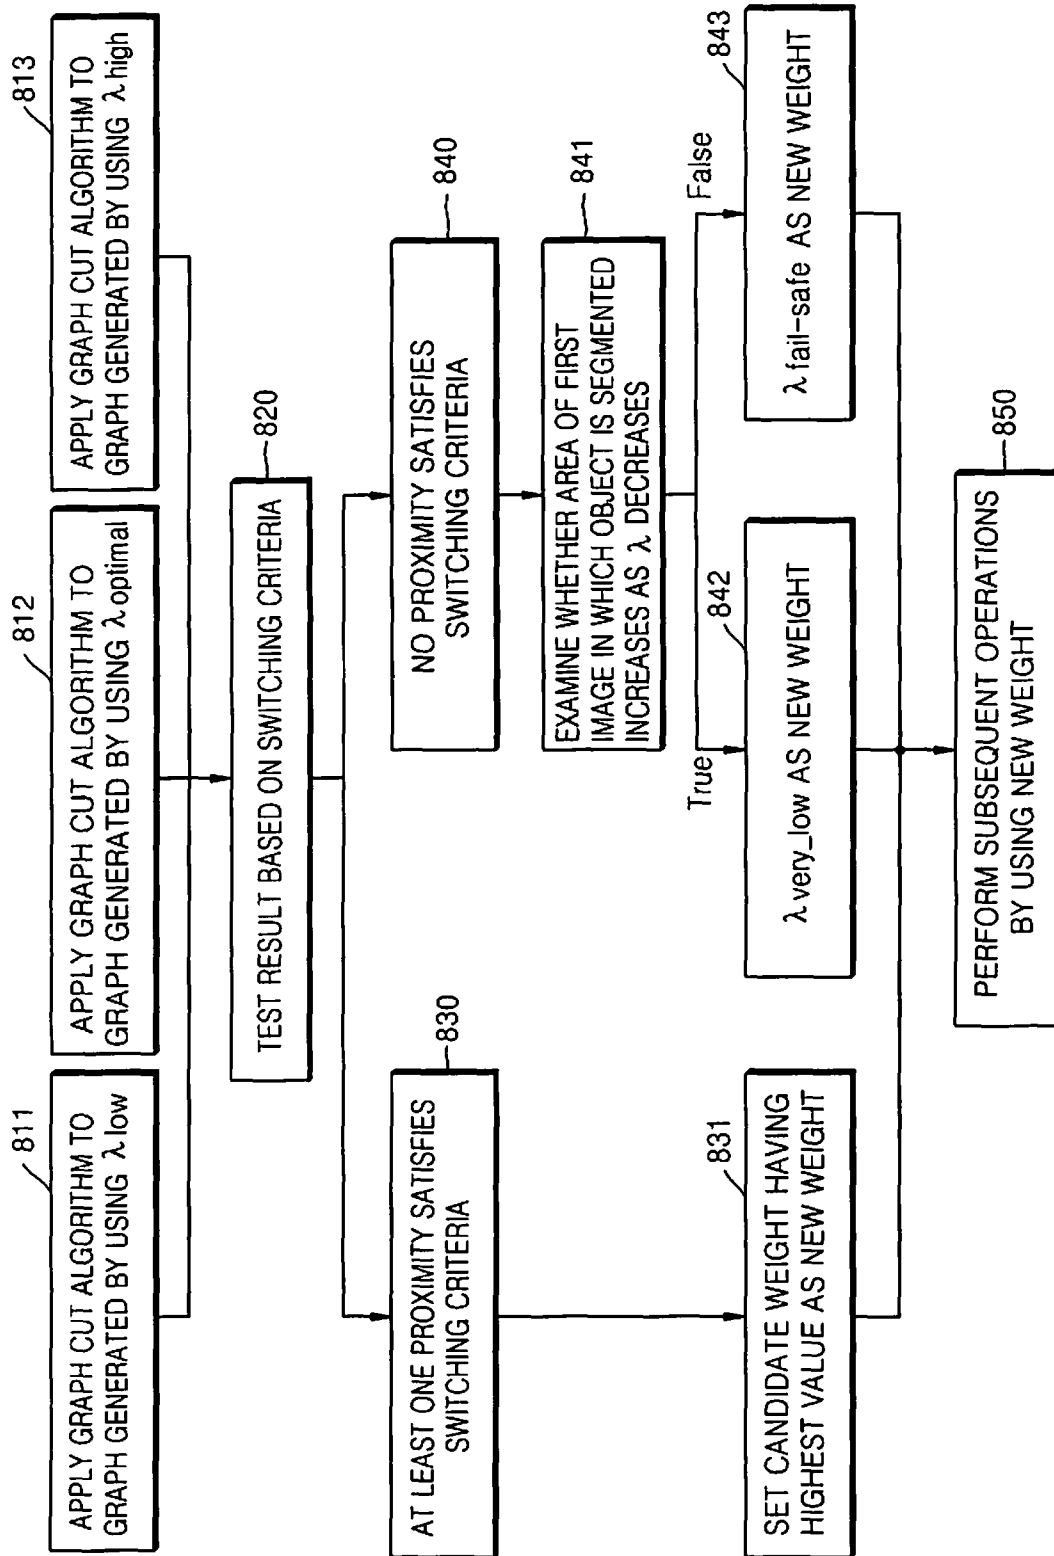 811
APPLY GRAPH CUT ALGORITHM TO
GRAPH GENERATED BY USING λ low
812
APPLY GRAPH CUT ALGORITHM TO
GRAPH GENERATED BY USING λ optimal
813
APPLY GRAPH CUT ALGORITHM TO
GRAPH GENERATED BY USING λ high
820
TEST RESULT BASED ON SWITCHING CRITERIA
830
AT LEAST ONE PROXIMITY SATISFIES
SWITCHING CRITERIA
840
NO PROXIMITY SATISFIES
SWITCHING CRITERIA
841
EXAMINE WHETHER AREA OF FIRST
IMAGE IN WHICH OBJECT IS SEGMENTED
INCREASES AS λ DECREASES
True
False
831
SET CANDIDATE WEIGHT HAVING
HIGHEST VALUE AS NEW WEIGHT
842
λ very_low AS NEW WEIGHT
843
λ fail-safe AS NEW WEIGHT
850
PERFORM SUBSEQUENT OPERATIONS
BY USING NEW WEIGHT